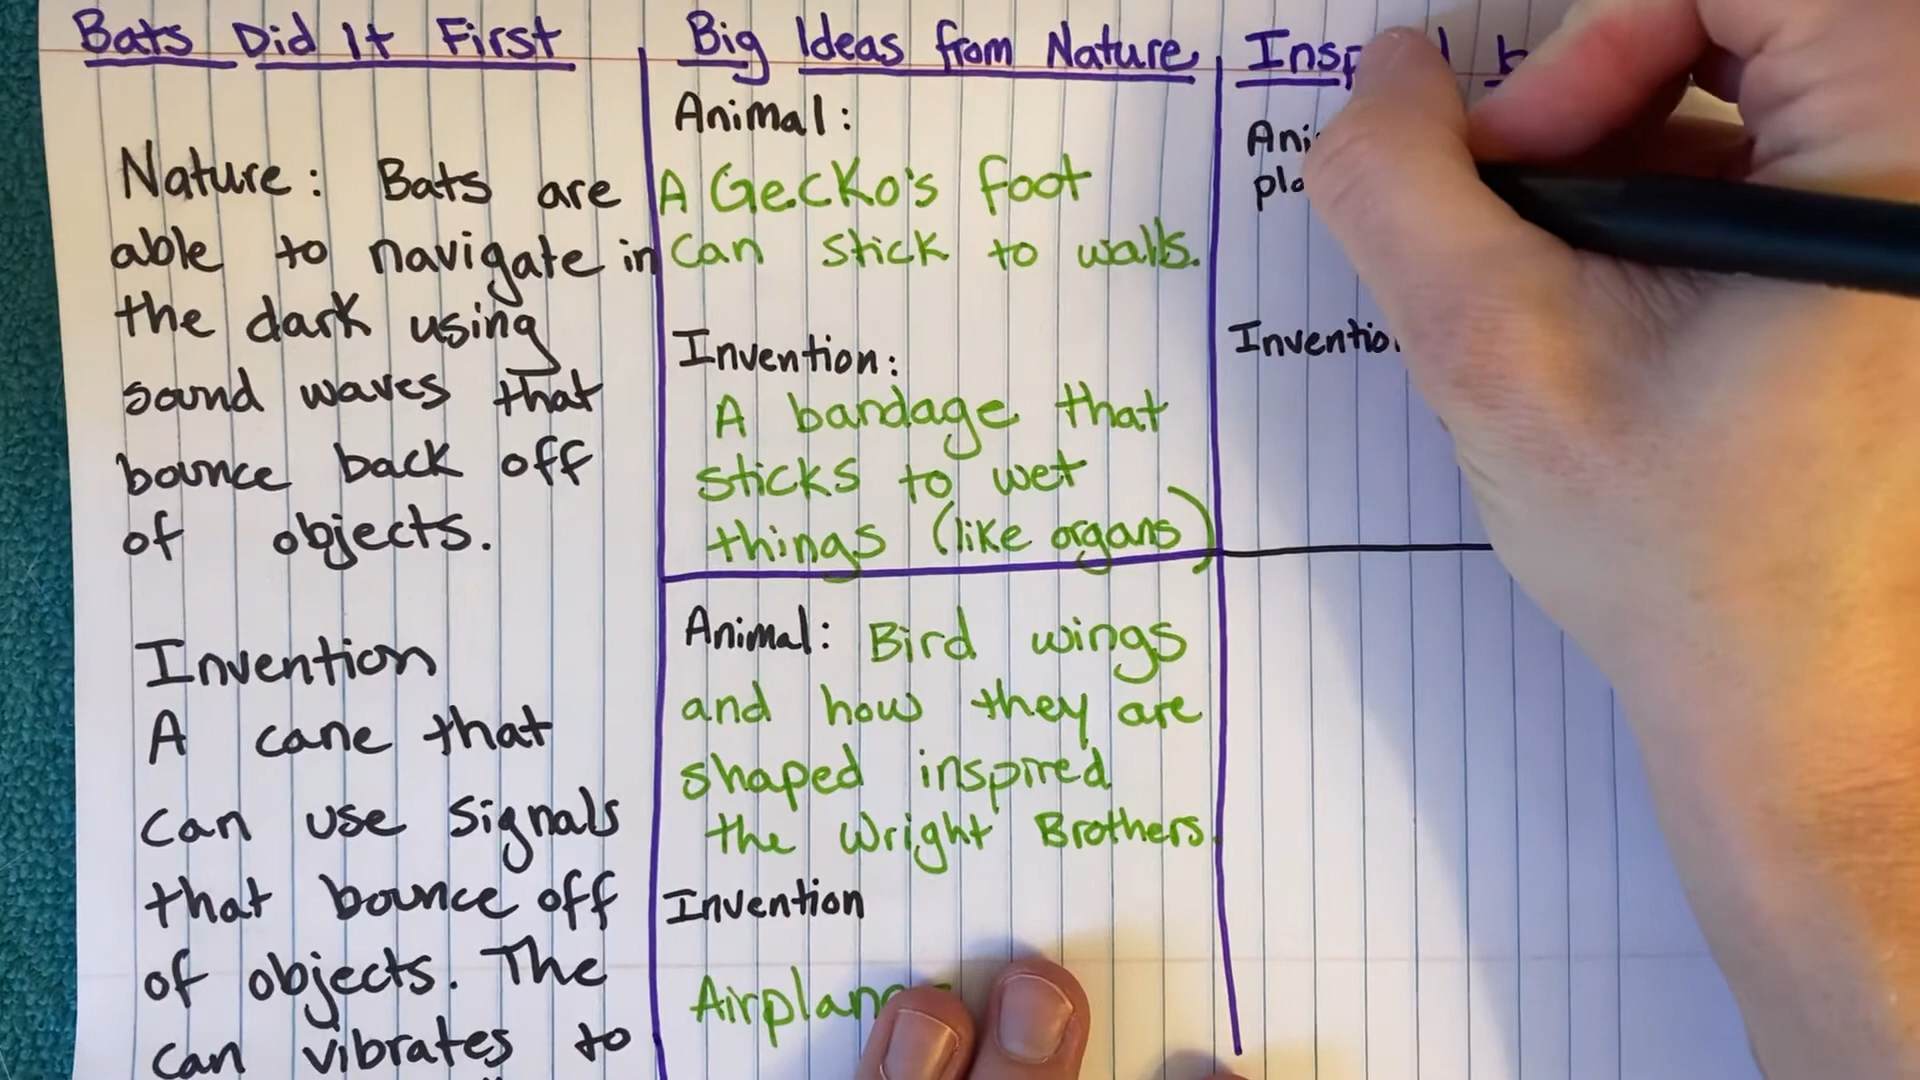 Bats Did It First
Nature: Bats are
able to navigate in
the dark using
sound waves that
bounce back off
of objects.
Invention
A cane that
can use signals
that bounce off
of objects. The
can vibrates to
Big Ideas from Nature
Animal:
A Gecko's foot
can stick to walls.
Invention:
A bandage that
sticks to wet
things (like organs)
Animal: Bird wings
and how they are
shaped inspired
the Wright Brothers.
Invention